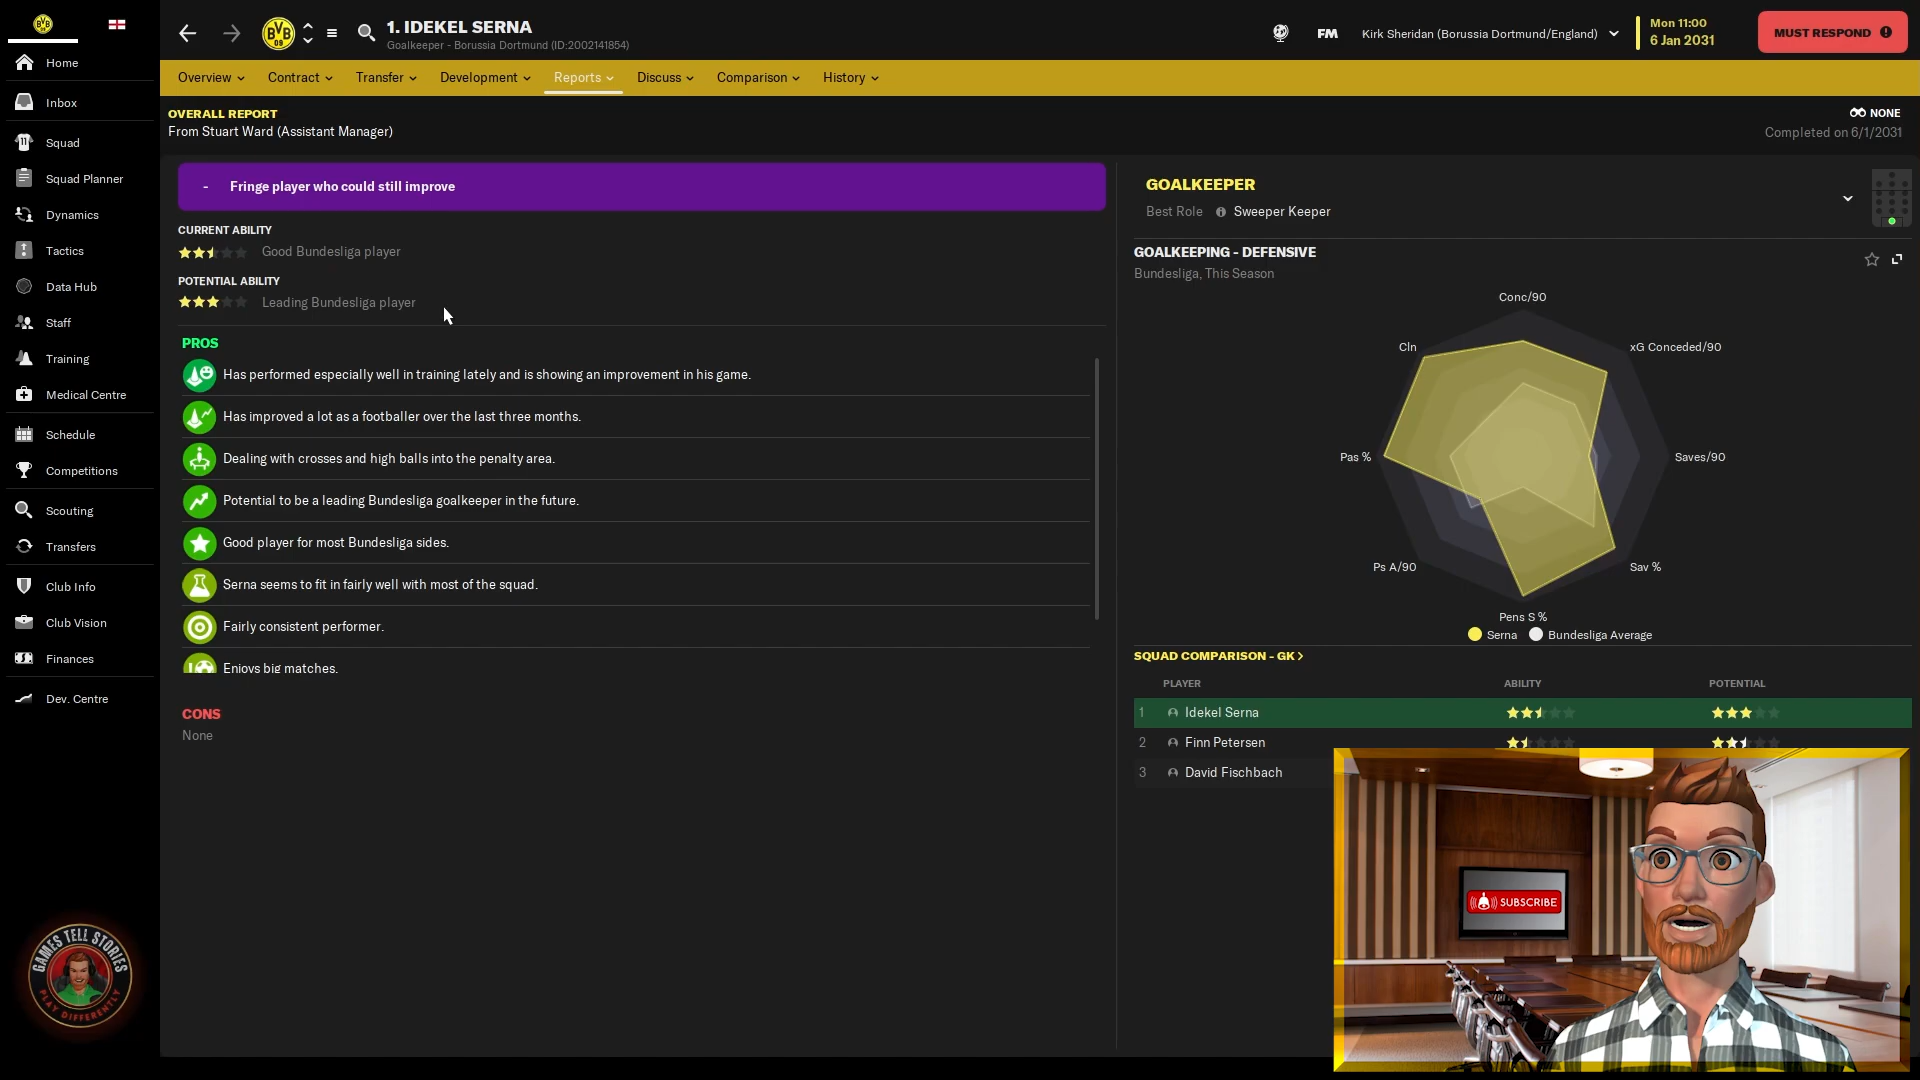 1. IDEKEL SERNA
Goalkeeper - Borussia Dortmund (ID:2002141854)
FM
Kirk Sheridan (Borussia Dortmund/England)
Mon 11:00
6 Jan 2031
MUST RESPOND
Home
Inbox
Squad
Squad Planner
Dynamics
Tactics
Data Hub
Staff
Training
Medical Centre
Schedule
Competitions
Scouting
Transfers
Club Info
Club Vision
Finances
Dev. Centre
GAMES TELL STORIES
PLAY DIFFERENTLY
Overview
Contract
Transfer
Development
Reports
Discuss
Comparison
History
OVERALL REPORT
From Stuart Ward (Assistant Manager)
NONE
Completed on 6/1/2031
- Fringe player who could still improve
CURRENT ABILITY
Good Bundesliga player
POTENTIAL ABILITY
Leading Bundesliga player
PROS
Has performed especially well in training lately and is showing an improvement in his game.
Has improved a lot as a footballer over the last three months.
Dealing with crosses and high balls into the penalty area.
Potential to be a leading Bundesliga goalkeeper in the future.
Good player for most Bundesliga sides.
Serna seems to fit in fairly well with most of the squad.
Fairly consistent performer.
Enjoys big matches.
CONS
None
GOALKEEPER
Best Role Sweeper Keeper
GOALKEEPING - DEFENSIVE
Bundesliga, This Season
Conc/90
Cln
xG Conceded/90
Pas %
Saves/90
Ps A/90
Sav %
Pens S %
Serna
Bundesliga Average
SQUAD COMPARISON - GK >
PLAYER ABILITY POTENTIAL
1 Idekel Serna
2 Finn Petersen
3 David Fischbach
SUBSCRIBE
BVB
09